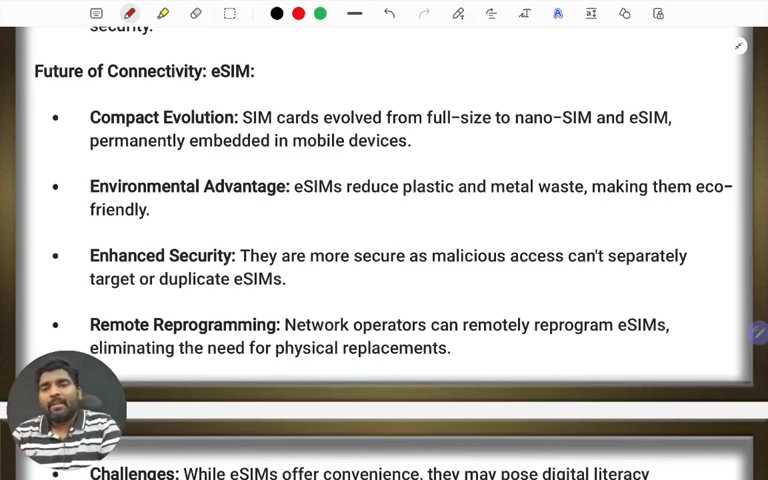 security.
Future of Connectivity: eSIM:
• Compact Evolution: SIM cards evolved from full-size to nano-SIM and eSIM,
permanently embedded in mobile devices.
• Environmental Advantage: eSIMs reduce plastic and metal waste, making them eco-
friendly.
• Enhanced Security: They are more secure as malicious access can't separately
target or duplicate eSIMs.
• Remote Reprogramming: Network operators can remotely reprogram eSIMs,
eliminating the need for physical replacements.
• Challenges: While eSIMs offer convenience, they may pose digital literacy